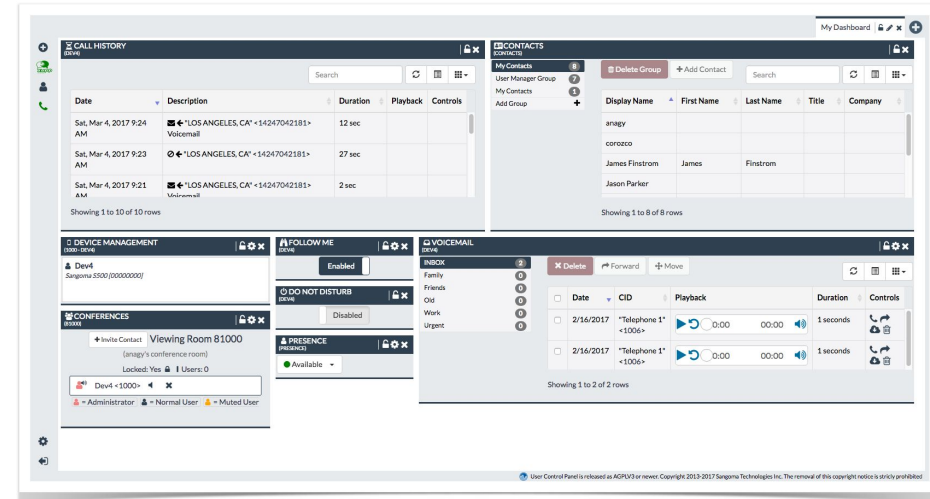 My Dashboard
CALL HISTORY
(DEV4)
Search
Date Description Duration Playback Controls
Sat, Mar 4, 2017 9:24 AM "LOS ANGELES, CA" <14247042181> Voicemail 12 sec
Sat, Mar 4, 2017 9:23 AM "LOS ANGELES, CA" <14247042181> 27 sec
Sat, Mar 4, 2017 9:21 AM "LOS ANGELES, CA" <14247042181> Voicemail 2 sec
Showing 1 to 10 of 10 rows
CONTACTS
(CONTACTS)
My Contacts 8
User Manager Group 7
My Contacts 1
Add Group +
Delete Group +Add Contact Search
Display Name First Name Last Name Title Company
anagy
corozco
James Finstrom James Finstrom
Jason Parker
Showing 1 to 8 of 8 rows
DEVICE MANAGEMENT
(1000 - DEV4)
Dev4
Sangoma S500 [00000000]
FOLLOW ME
(DEV4)
Enabled
DO NOT DISTURB
(DEV4)
Disabled
PRESENCE
(PRESENCE)
Available
CONFERENCES
(81000)
+Invite Contact Viewing Room 81000
(anagy's conference room)
Locked: Yes | Users: 0
Dev4 <1000>
= Administrator = Normal User = Muted User
VOICEMAIL
(DEV4)
INBOX 2
Family 0
Friends 0
Old 0
Work 0
Urgent 0
Delete Forward Move
Date CID Playback Duration Controls
2/16/2017 "Telephone 1" <1006> 0:00 00:00 1 seconds
2/16/2017 "Telephone 1" <1006> 0:00 00:00 1 seconds
Showing 1 to 2 of 2 rows
User Control Panel is released as AGPLV3 or newer. Copyright 2013-2017 Sangoma Technologies Inc. The removal of this copyright notice is stricly prohibited